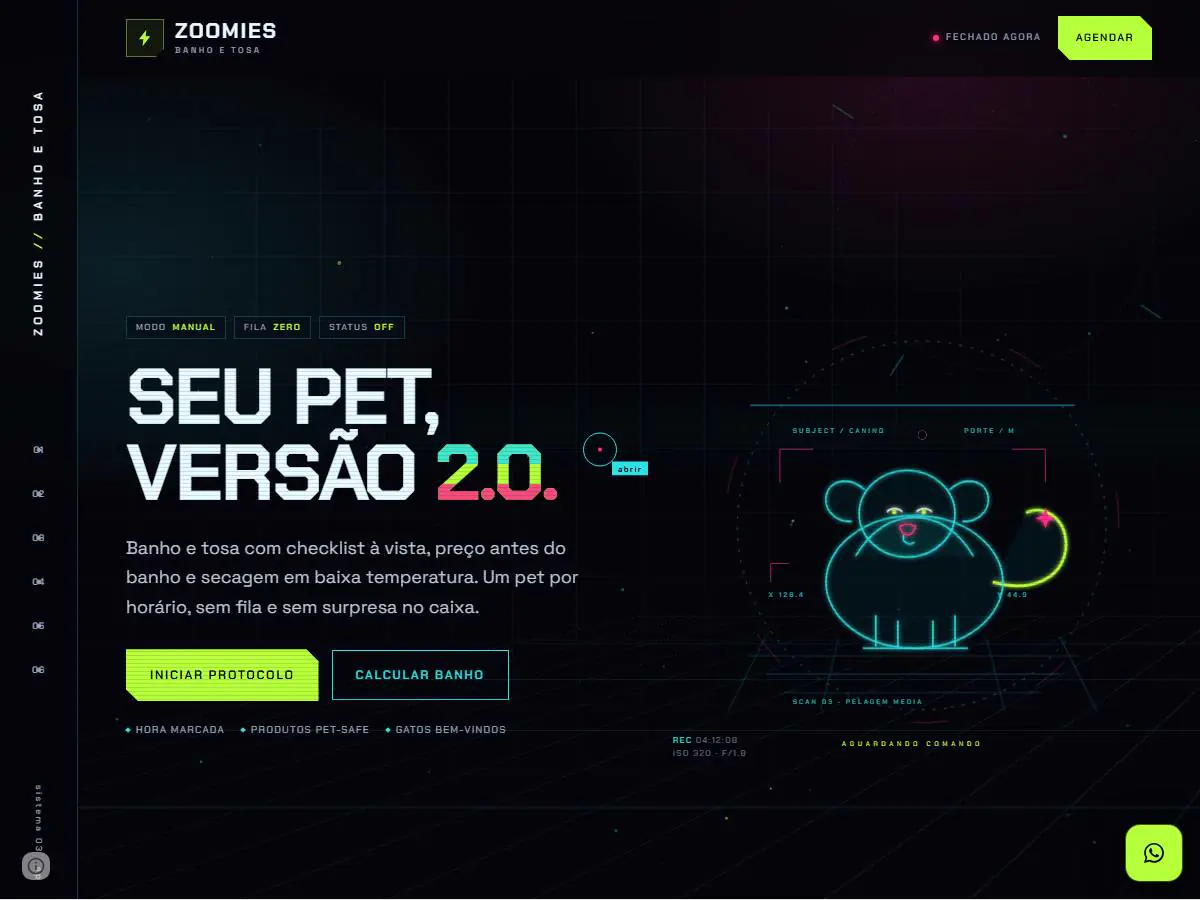 ZOOMIES
BANHO E TOSA
FECHADO AGORA
AGENDAR
ZOOMIES // BANHO E TOSA
01
02
03
04
05
06
sistema 03
MODO MANUAL
FILA ZERO
STATUS OFF
SEU PET,
VERSÃO 2.0.
abrir
Banho e tosa com checklist à vista, preço antes do
banho e secagem em baixa temperatura. Um pet por
horário, sem fila e sem surpresa no caixa.
INICIAR PROTOCOLO
CALCULAR BANHO
HORA MARCADA
PRODUTOS PET-SAFE
GATOS BEM-VINDOS
SUBJECT / CANINO
PORTE / M
X 128.4
Y 44.9
SCAN 03 - PELAGEM MEDIA
REC 04:12:08
ISO 320 - F/1.8
AGUARDANDO COMANDO